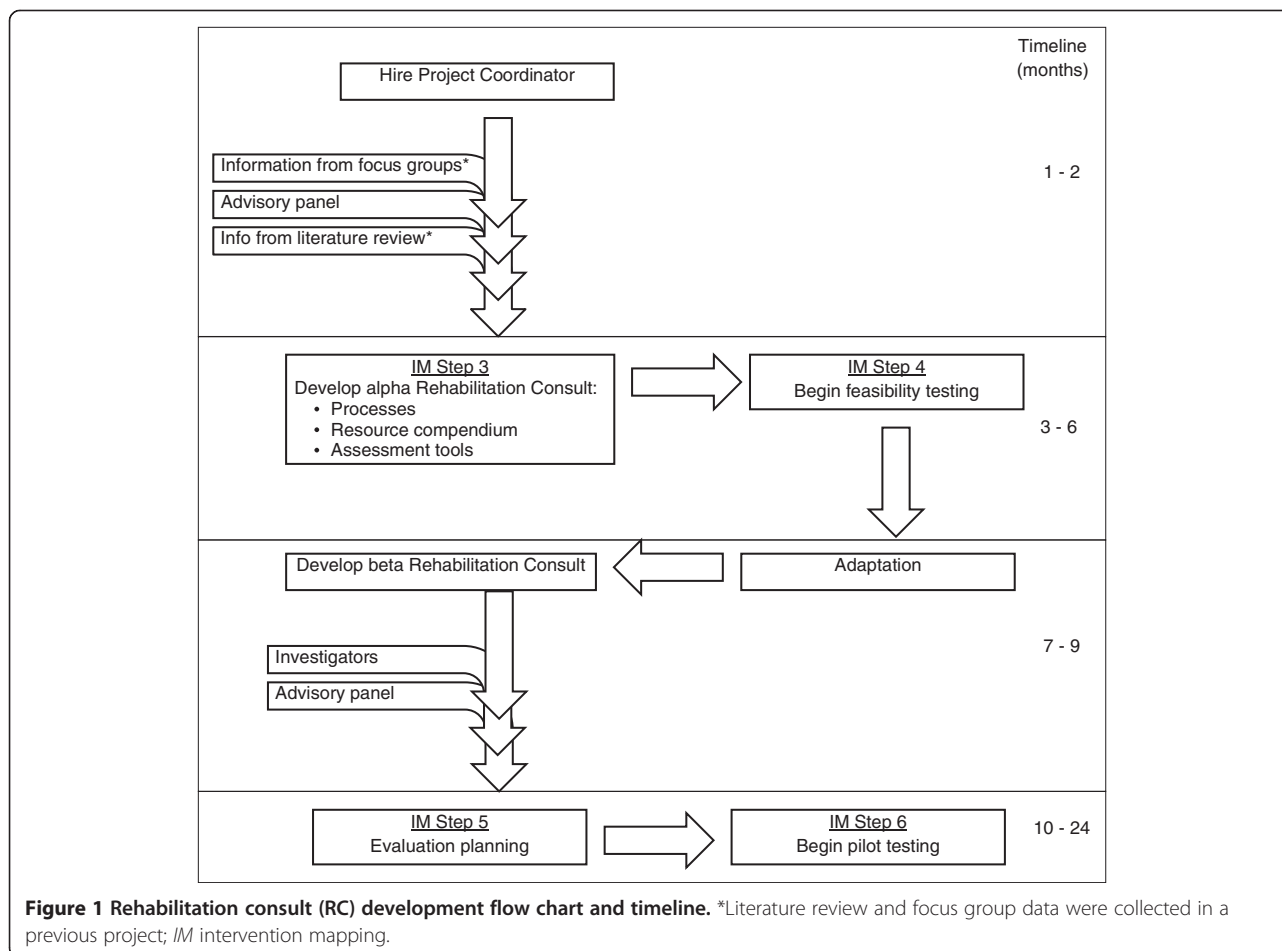 Timeline
(months)
Hire Project Coordinator
Information from focus groups*
Advisory panel
Info from literature review*
1 - 2
IM Step 3
Develop alpha Rehabilitation Consult:
• Processes
• Resource compendium
• Assessment tools
IM Step 4
Begin feasibility testing
3 - 6
Develop beta Rehabilitation Consult
Adaptation
Investigators
Advisory panel
7 - 9
IM Step 5
Evaluation planning
IM Step 6
Begin pilot testing
10 - 24
Figure 1 Rehabilitation consult (RC) development flow chart and timeline. *Literature review and focus group data were collected in a
previous project; IM intervention mapping.